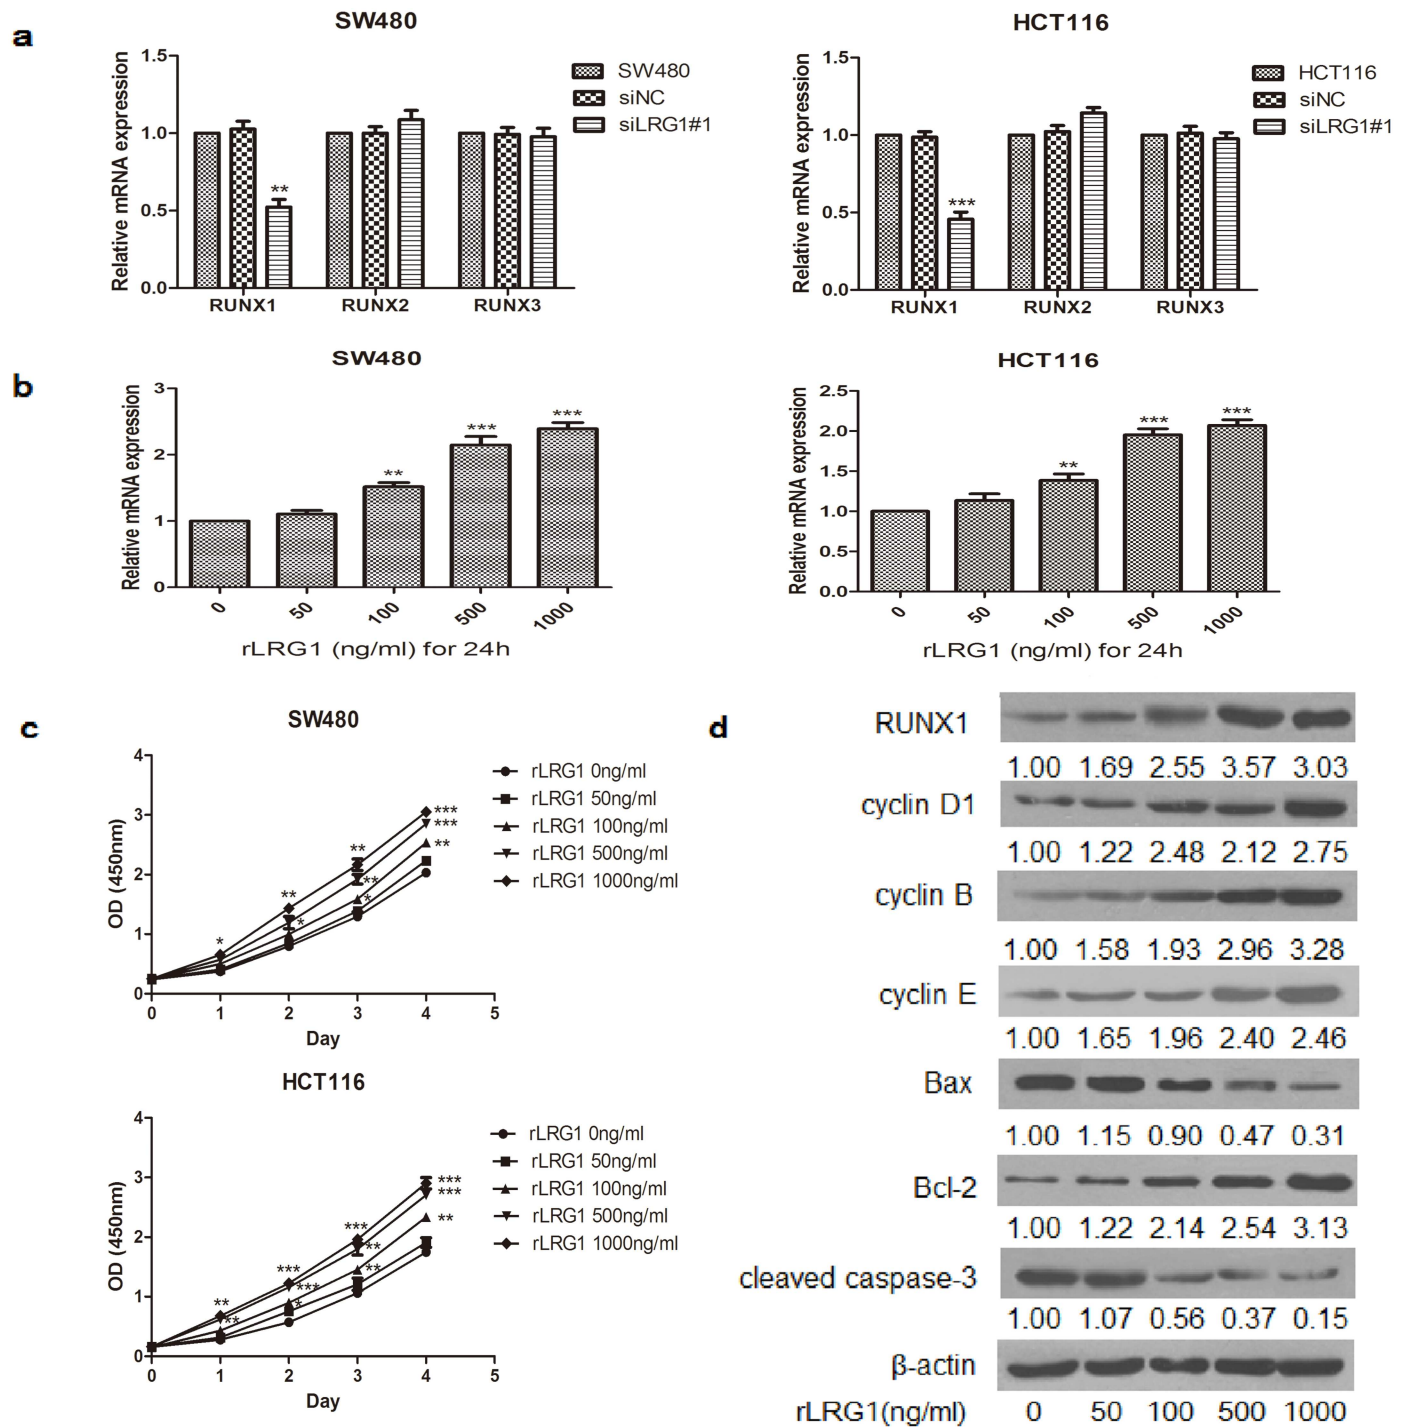 a
SW480
Relative mRNA expression
1.5
1.0
0.5
0.0
**
RUNX1 RUNX2 RUNX3
SW480
siNC
siLRG1#1
HCT116
Relative mRNA expression
1.5
1.0
0.5
0.0
***
RUNX1 RUNX2 RUNX3
HCT116
siNC
siLRG1#1
b
SW480
Relative mRNA expression
3
2
1
0
** *** ***
0 50 100 500 1000
rLRG1 (ng/ml) for 24h
HCT116
Relative mRNA expression
2.5
2.0
1.5
1.0
0.5
0.0
** *** ***
0 50 100 500 1000
rLRG1 (ng/ml) for 24h
c
SW480
OD (450nm)
4
3
2
1
0
* ** * ** ** * *** *** **
0 1 2 3 4 5
Day
rLRG1 0ng/ml
rLRG1 50ng/ml
rLRG1 100ng/ml
rLRG1 500ng/ml
rLRG1 1000ng/ml
HCT116
OD (450nm)
4
3
2
1
0
** ** *** *** * *** ** ** *** *** **
0 1 2 3 4 5
Day
rLRG1 0ng/ml
rLRG1 50ng/ml
rLRG1 100ng/ml
rLRG1 500ng/ml
rLRG1 1000ng/ml
d
RUNX1
1.00 1.69 2.55 3.57 3.03
cyclin D1
1.00 1.22 2.48 2.12 2.75
cyclin B
1.00 1.58 1.93 2.96 3.28
cyclin E
1.00 1.65 1.96 2.40 2.46
Bax
1.00 1.15 0.90 0.47 0.31
Bcl-2
1.00 1.22 2.14 2.54 3.13
cleaved caspase-3
1.00 1.07 0.56 0.37 0.15
β-actin
rLRG1(ng/ml) 0 50 100 500 1000